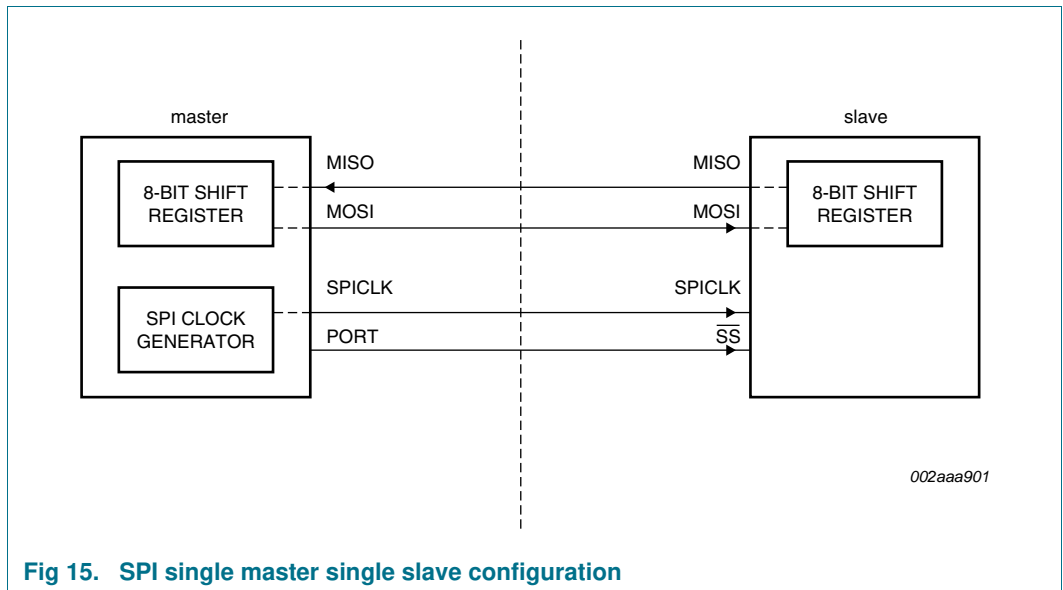 master
slave
8-BIT SHIFT
REGISTER
MISO
MOSI
MISO
MOSI
8-BIT SHIFT
REGISTER
SPI CLOCK
GENERATOR
SPICLK
PORT
SPICLK
S̅S̅
002aaa901
Fig 15. SPI single master single slave configuration